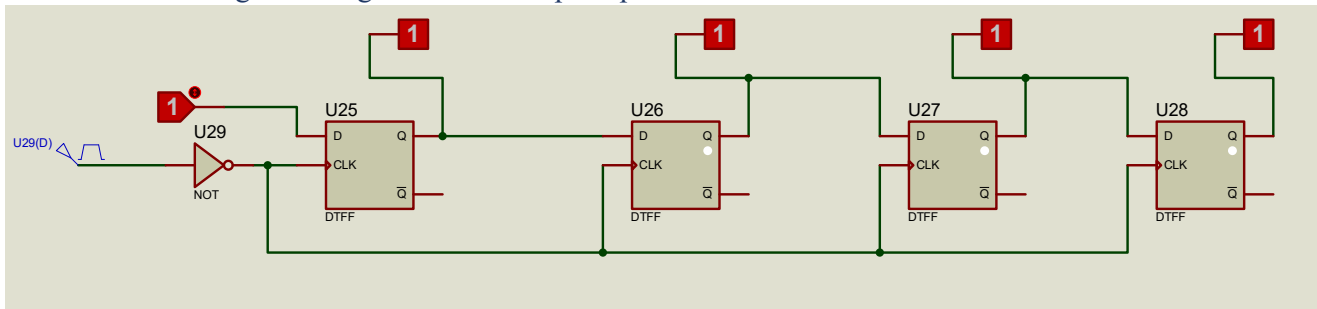 1 1 1 1
1 U25 U26 U27 U28
U29
U29(D)
D Q D Q D Q D Q
CLK CLK CLK CLK
NOT
Q Q Q Q
DTFF DTFF DTFF DTFF